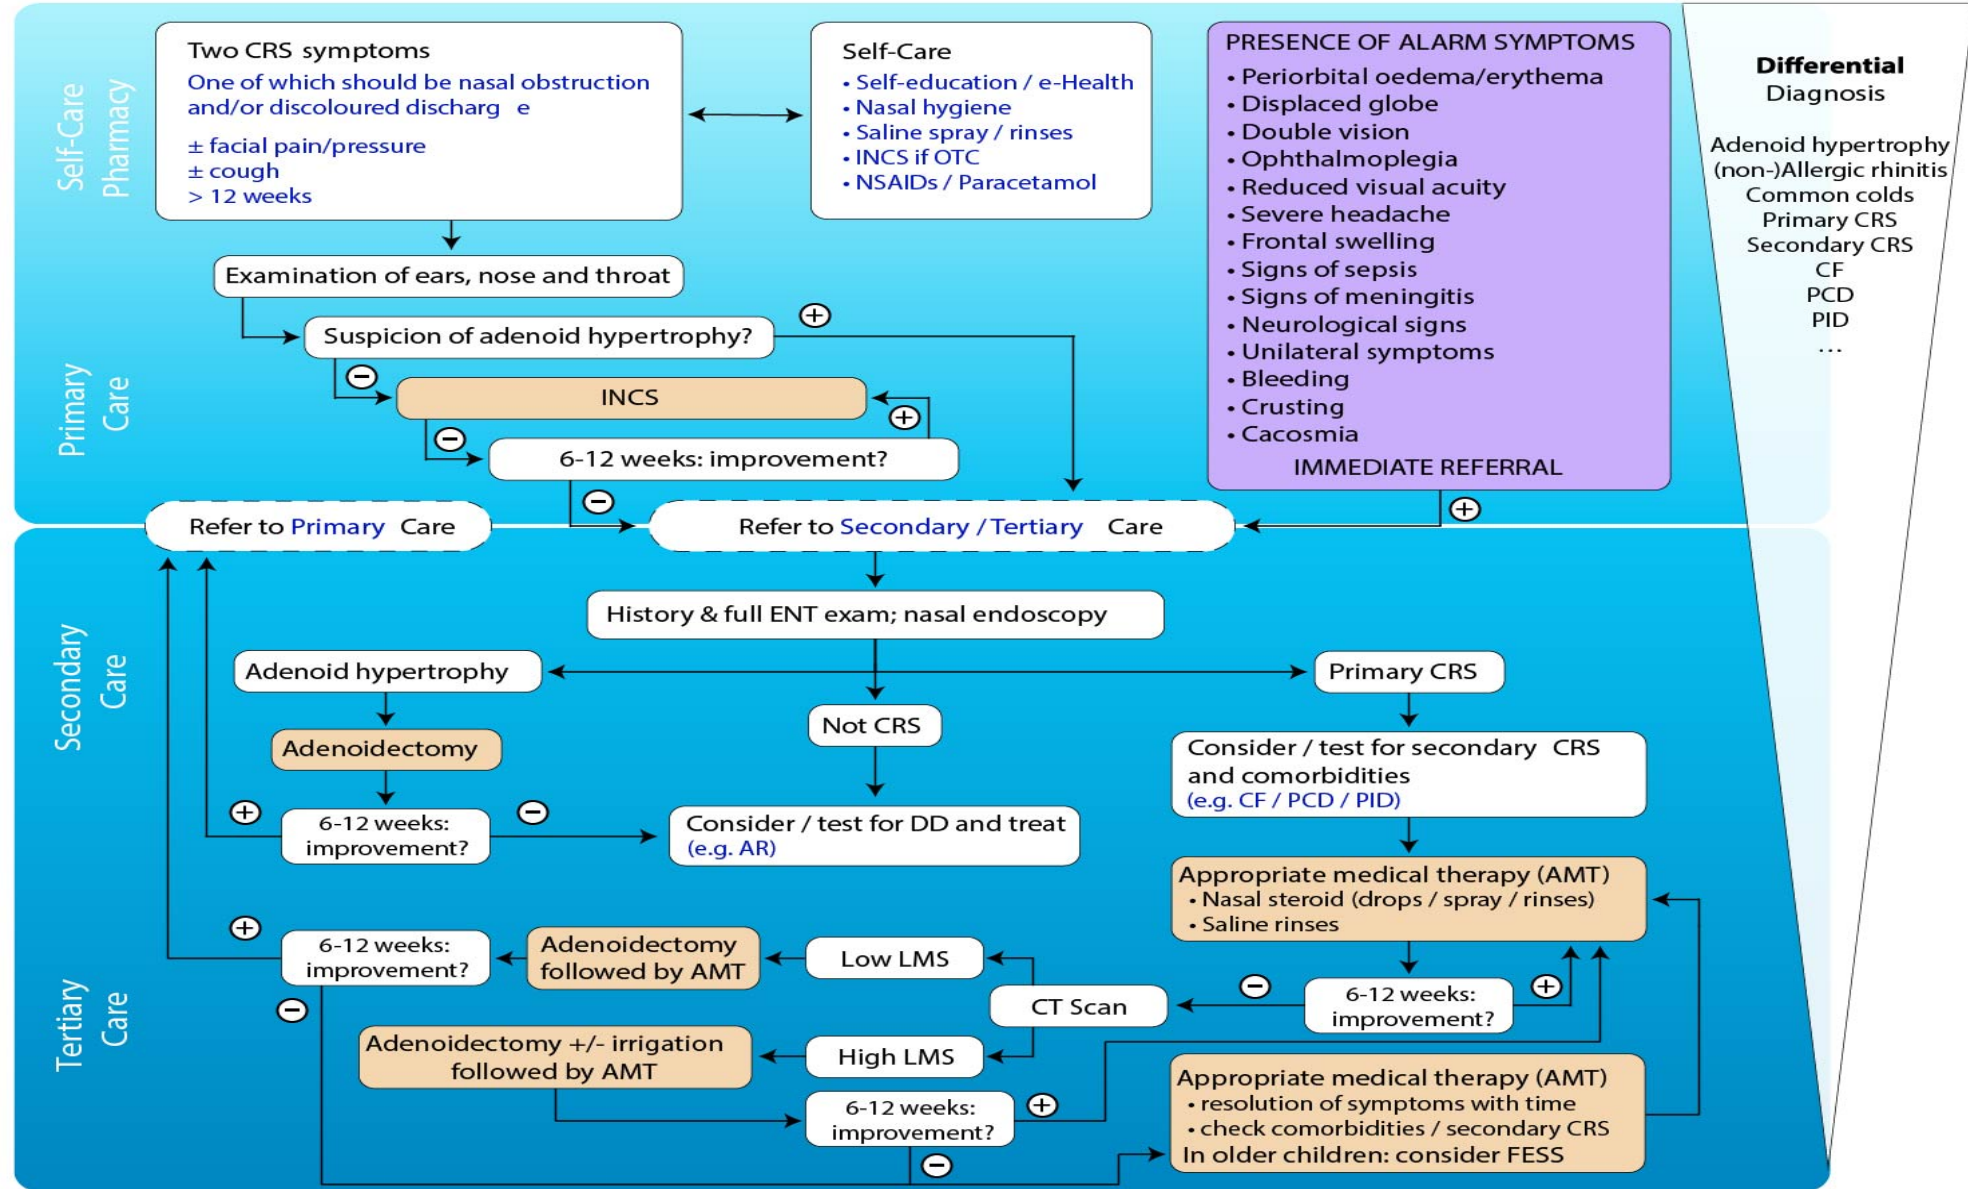 Self-Care
Pharmacy
Two CRS symptoms
One of which should be nasal obstruction
and/or discoloured discharg e
± facial pain/pressure
± cough
> 12 weeks
Self-Care
• Self-education / e-Health
• Nasal hygiene
• Saline spray / rinses
• INCS if OTC
• NSAIDs / Paracetamol
PRESENCE OF ALARM SYMPTOMS
• Periorbital oedema/erythema
• Displaced globe
• Double vision
• Ophthalmoplegia
• Reduced visual acuity
• Severe headache
• Frontal swelling
• Signs of sepsis
• Signs of meningitis
• Neurological signs
• Unilateral symptoms
• Bleeding
• Crusting
• Cacosmia
IMMEDIATE REFERRAL
Differential
Diagnosis
Adenoid hypertrophy
(non-)Allergic rhinitis
Common colds
Primary CRS
Secondary CRS
CF
PCD
PID
...
Primary
Care
Examination of ears, nose and throat
Suspicion of adenoid hypertrophy?
+
−
INCS
+
−
6-12 weeks: improvement?
−
+
Refer to Primary Care
Refer to Secondary / Tertiary Care
Secondary
Care
History & full ENT exam; nasal endoscopy
Adenoid hypertrophy
Primary CRS
Not CRS
Adenoidectomy
Consider / test for secondary CRS
and comorbidities
(e.g. CF / PCD / PID)
+
6-12 weeks:
improvement?
−
Consider / test for DD and treat
(e.g. AR)
Appropriate medical therapy (AMT)
• Nasal steroid (drops / spray / rinses)
• Saline rinses
Tertiary
Care
+
6-12 weeks:
improvement?
−
Adenoidectomy
followed by AMT
Low LMS
CT Scan
−
6-12 weeks:
improvement?
+
Adenoidectomy +/- irrigation
followed by AMT
High LMS
6-12 weeks:
improvement?
+
−
Appropriate medical therapy (AMT)
• resolution of symptoms with time
• check comorbidities / secondary CRS
In older children: consider FESS